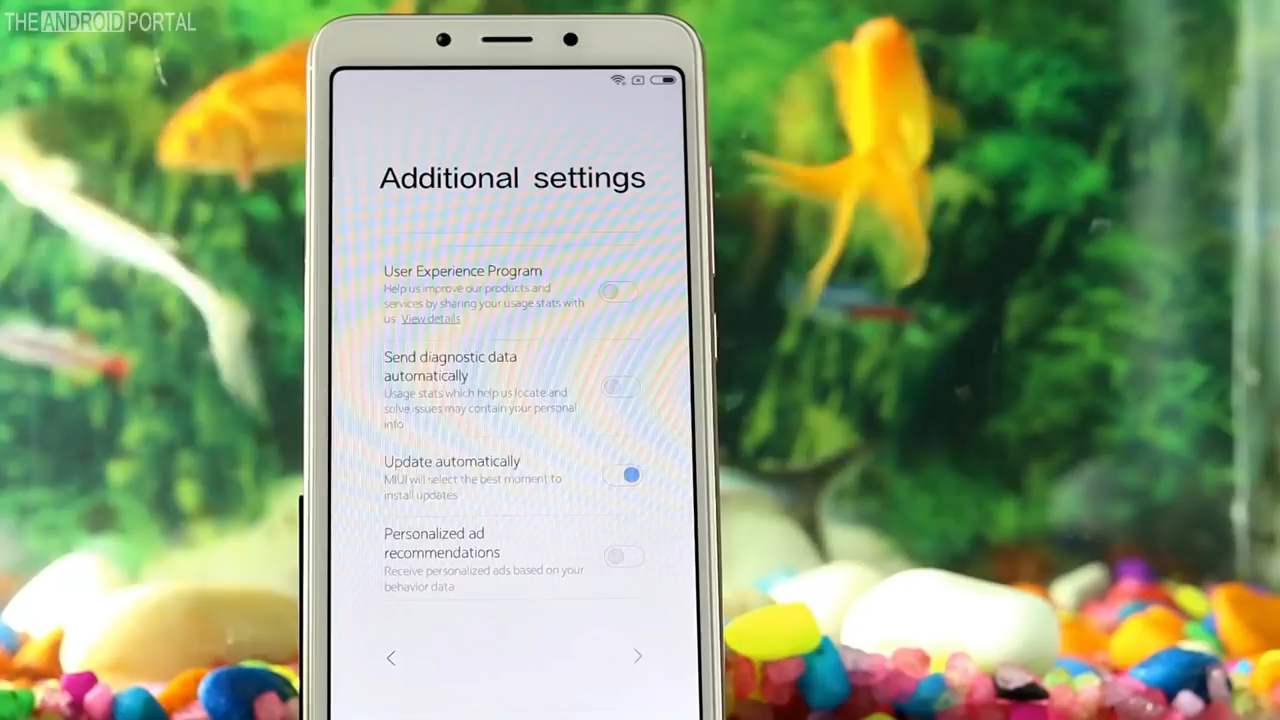 THEANDROIDPORTAL
Additional settings
User Experience Program
Help us improve our products and
services by sharing your usage stats with
us View details
Send diagnostic data
automatically
Usage stats which help us locate and
solve issues may contain your personal
info
Update automatically
MIUI will select the best moment to
install updates
Personalized ad
recommendations
Receive personalized ads based on your
behavior data